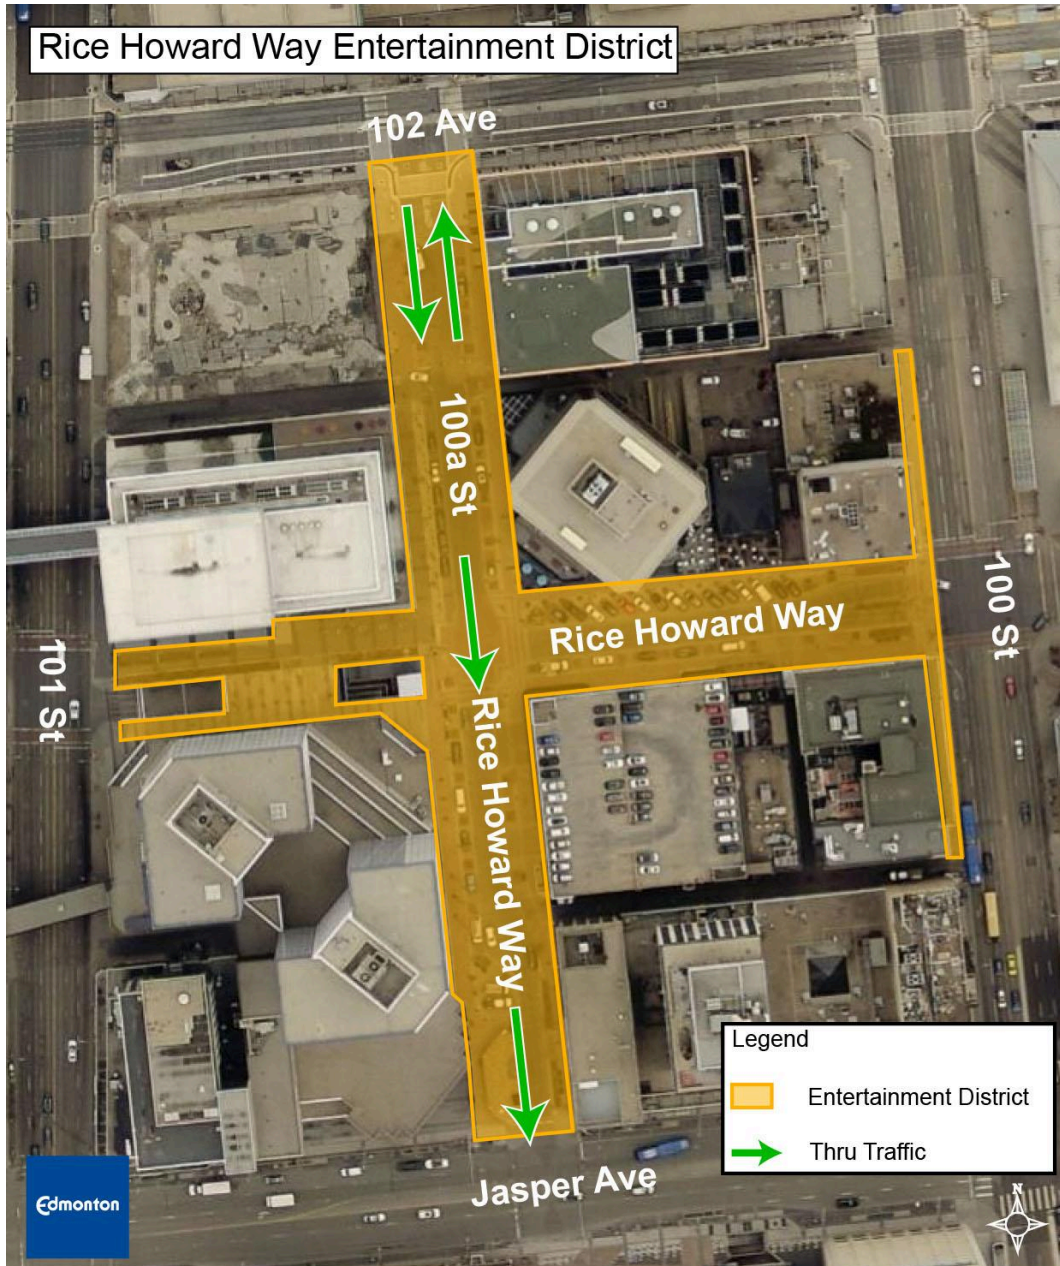 Rice Howard Way Entertainment District
102 Ave
100a St
Rice Howard Way
100 St
101 St
Rice Howard Way
Jasper Ave
Legend
Entertainment District
Thru Traffic
Edmonton
N